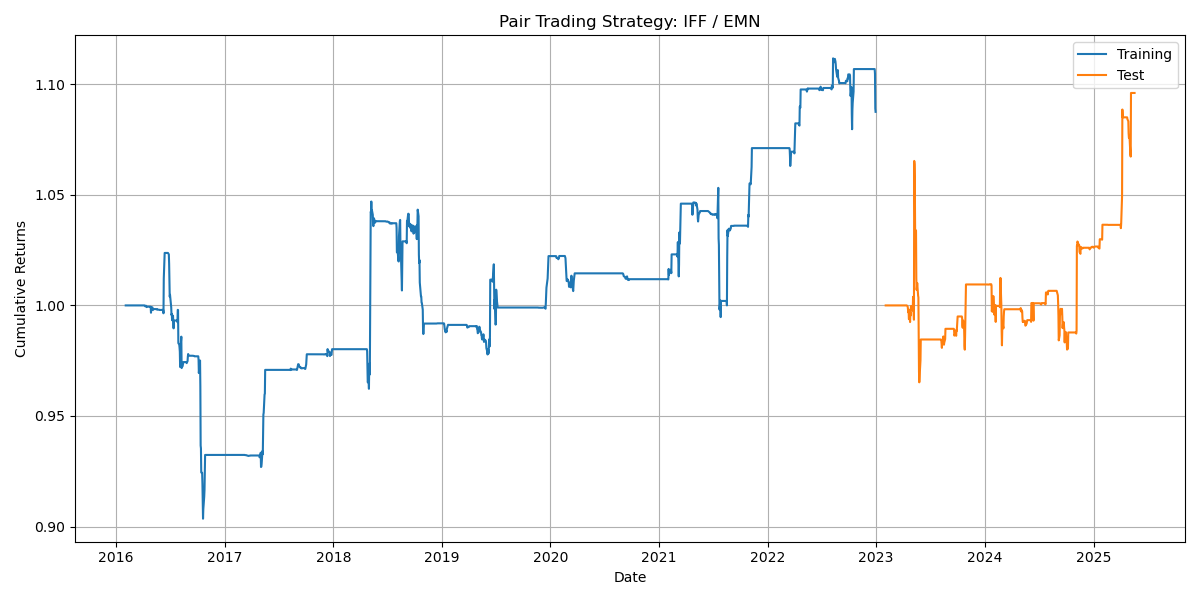 Pair Trading Strategy: IFF / EMN
Training
Test
Cumulative Returns
1.10
1.05
1.00
0.95
0.90
2016 2017 2018 2019 2020 2021 2022 2023 2024 2025
Date